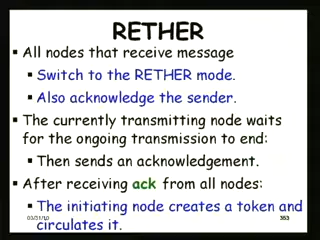 RETHER
▪ All nodes that receive message
▪ Switch to the RETHER mode.
▪ Also acknowledge the sender.
▪ The currently transmitting node waits
for the ongoing transmission to end:
▪ Then sends an acknowledgement.
▪ After receiving ack from all nodes:
▪ The initiating node creates a token and
circulates it.
03/31/10
353